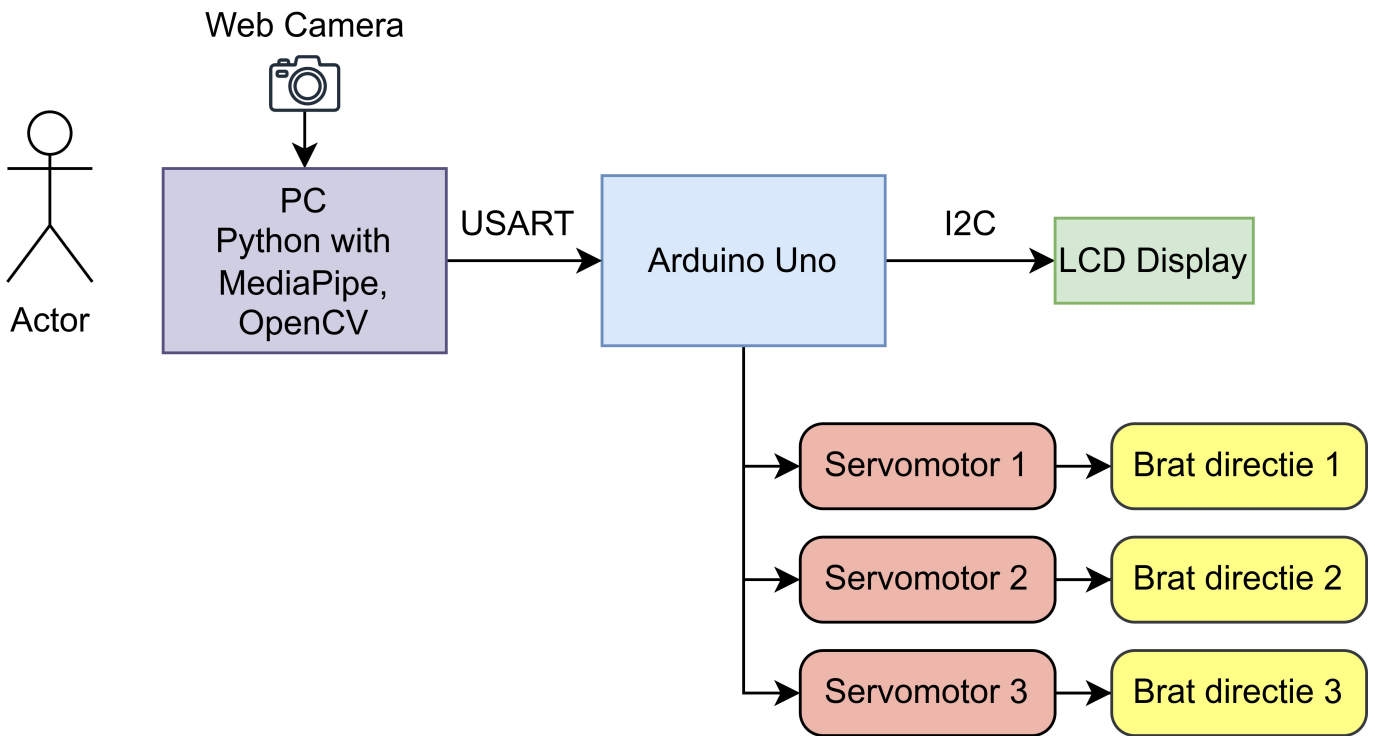 Web Camera
Actor
PC
Python with
MediaPipe,
OpenCV
USART
Arduino Uno
I2C
LCD Display
Servomotor 1
Brat directie 1
Servomotor 2
Brat directie 2
Servomotor 3
Brat directie 3